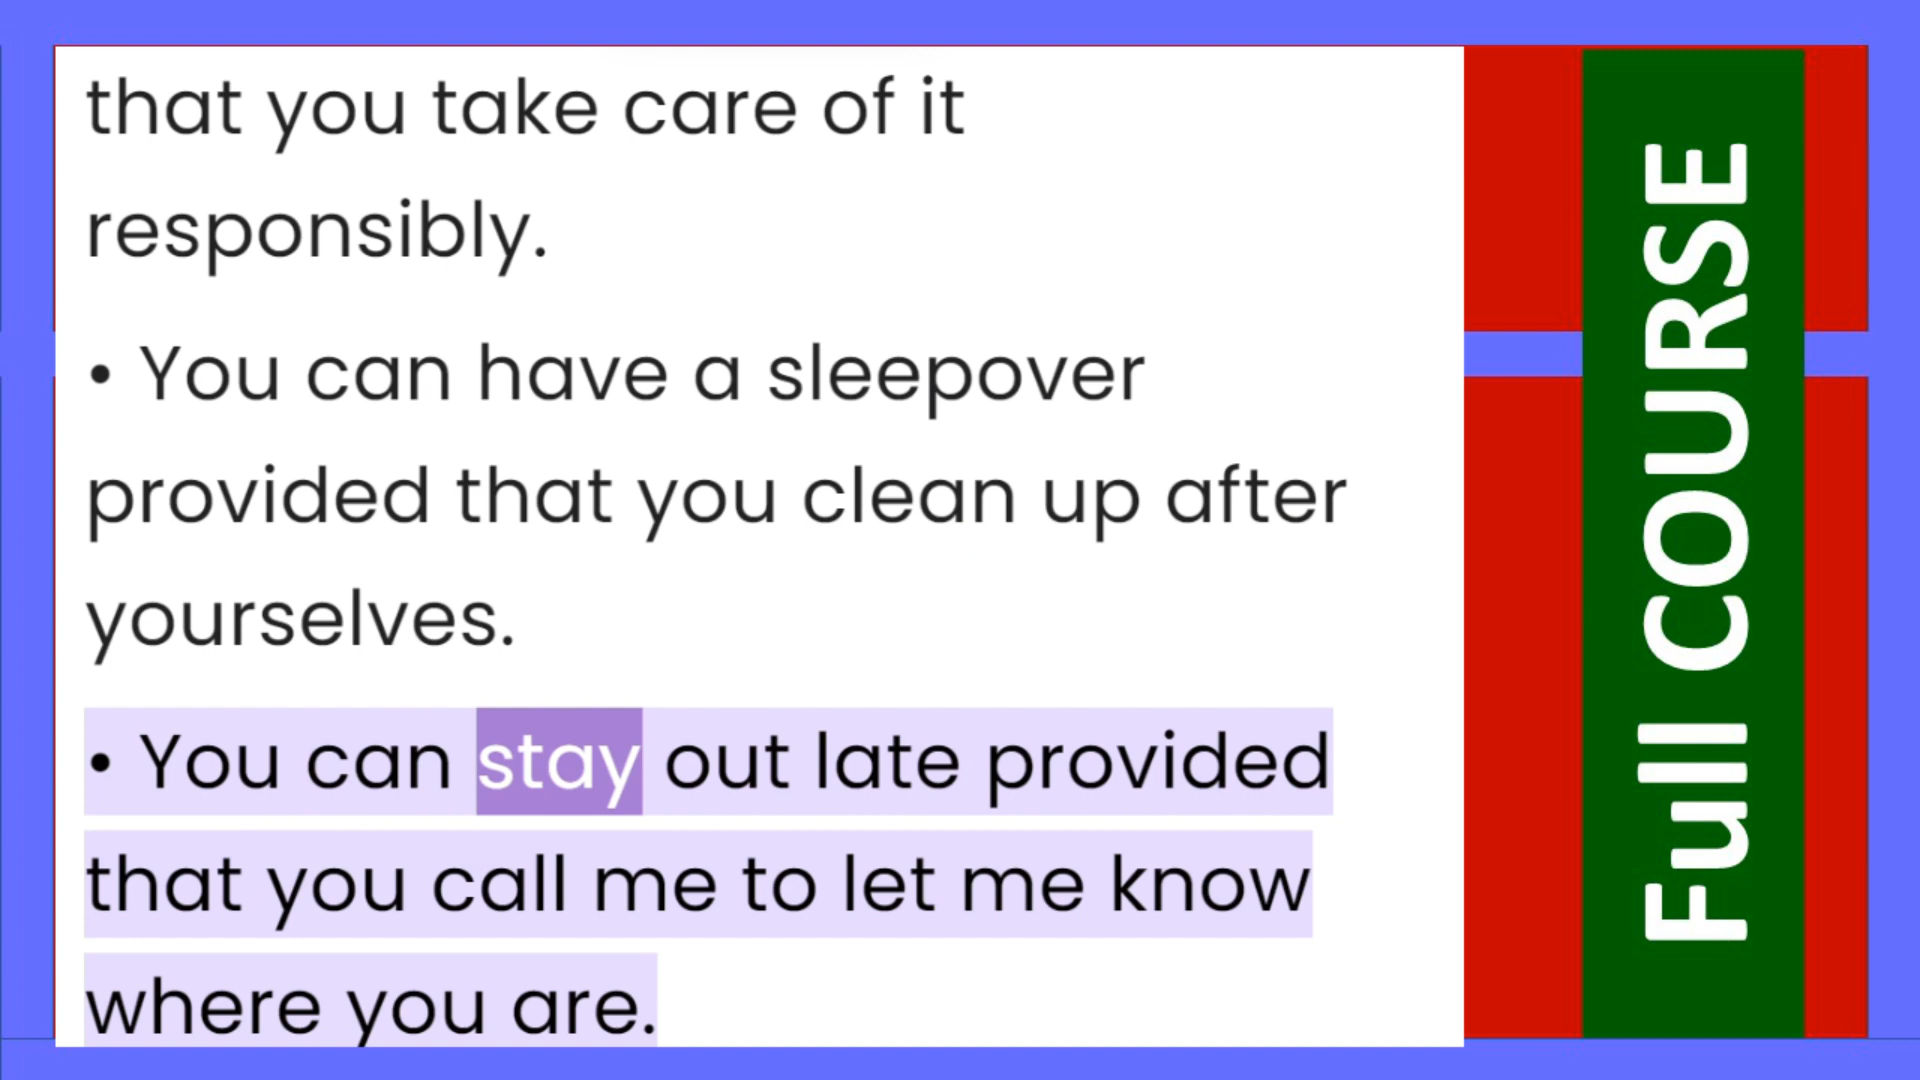 that you take care of it
responsibly.
• You can have a sleepover
provided that you clean up after
yourselves.
• You can stay out late provided
that you call me to let me know
where you are.
Full COURSE